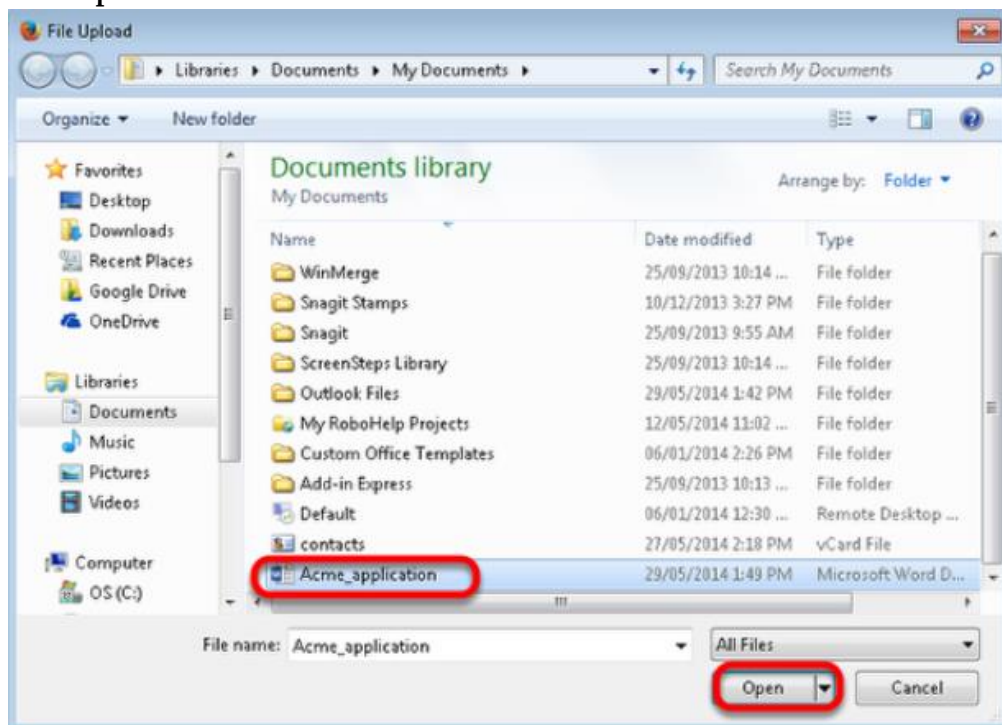 File Upload
Libraries Documents My Documents
Search My Documents
Organize
New folder
Favorites
Desktop
Downloads
Recent Places
Google Drive
OneDrive
Libraries
Documents
Music
Pictures
Videos
Computer
OS (C:)
Documents library
My Documents
Arrange by: Folder
Name Date modified Type
WinMerge 25/09/2013 10:14 ... File folder
Snagit Stamps 10/12/2013 3:27 PM File folder
Snagit 25/09/2013 9:55 AM File folder
ScreenSteps Library 25/09/2013 10:14 ... File folder
Outlook Files 29/05/2014 1:42 PM File folder
My RoboHelp Projects 12/05/2014 11:02 ... File folder
Custom Office Templates 06/01/2014 2:26 PM File folder
Add-in Express 25/09/2013 10:13 ... File folder
Default 06/01/2014 12:30 ... Remote Desktop ...
contacts 27/05/2014 2:18 PM vCard File
Acme_application 29/05/2014 1:49 PM Microsoft Word D...
File name: Acme_application
All Files
Open
Cancel